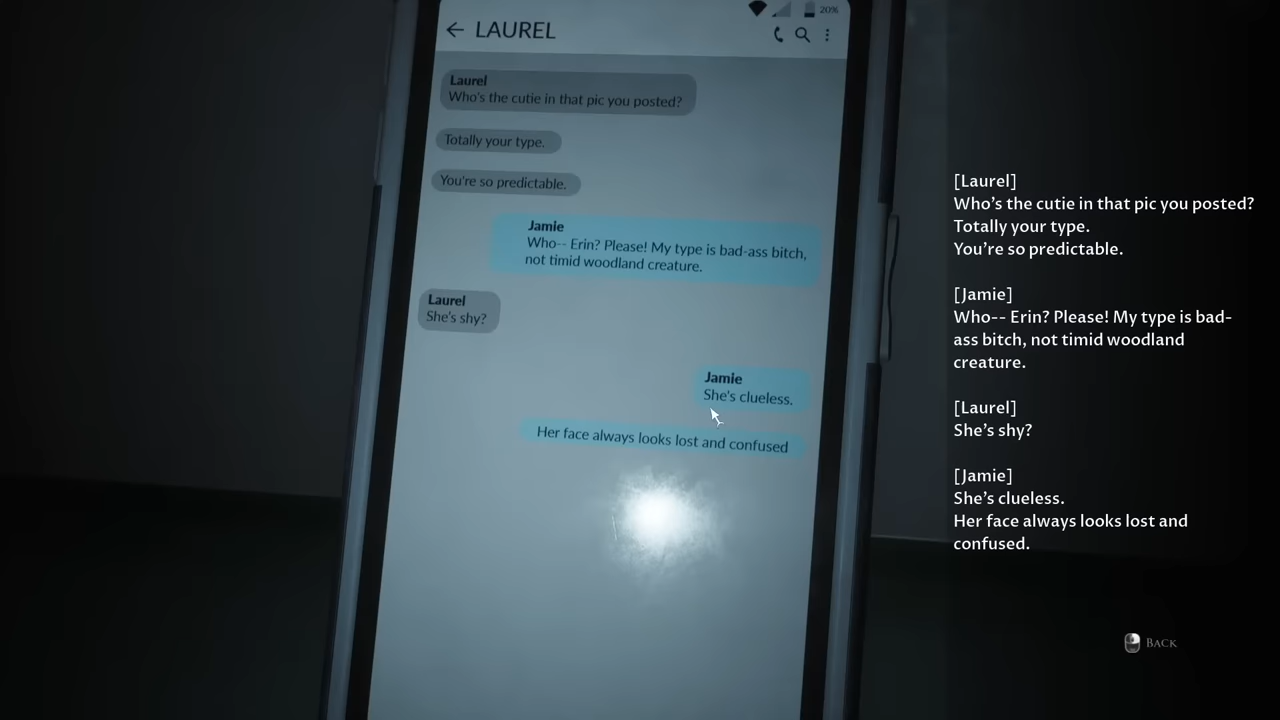 20%
LAUREL
Laurel
Who's the cutie in that pic you posted?
Totally your type.
You're so predictable.
Jamie
Who-- Erin? Please! My type is bad-ass bitch,
not timid woodland creature.
Laurel
She's shy?
Jamie
She's clueless.
Her face always looks lost and confused
[Laurel]
Who's the cutie in that pic you posted?
Totally your type.
You're so predictable.
[Jamie]
Who-- Erin? Please! My type is bad-
ass bitch, not timid woodland
creature.
[Laurel]
She's shy?
[Jamie]
She's clueless.
Her face always looks lost and
confused.
Back